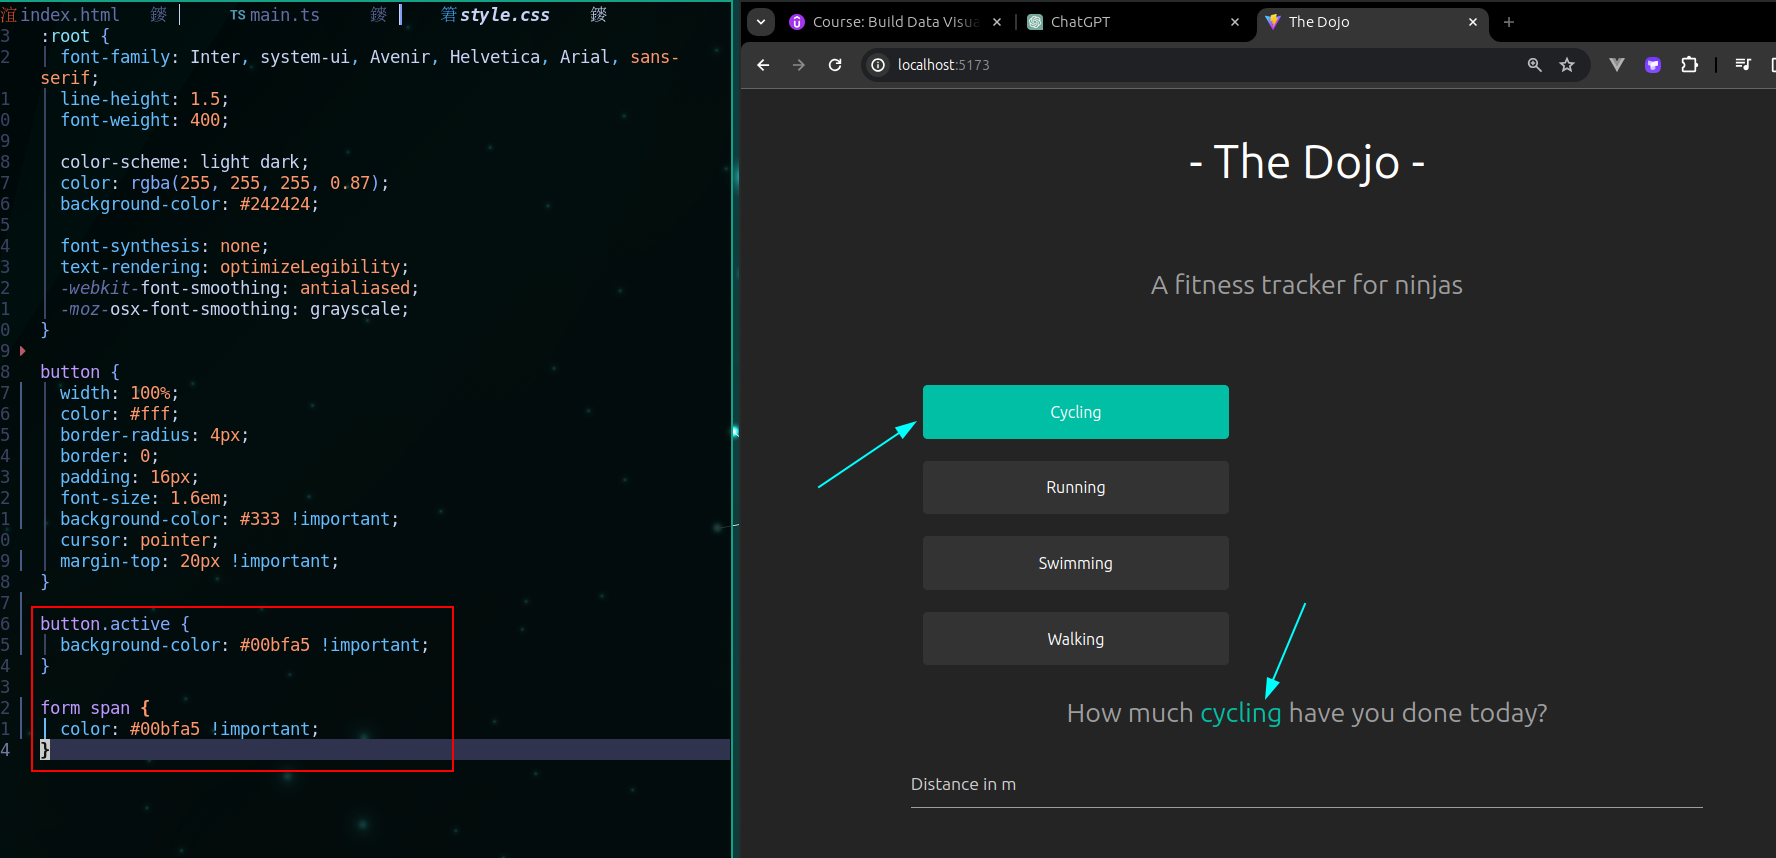 index.html
TS main.ts
style.css
3 :root {
2 font-family: Inter, system-ui, Avenir, Helvetica, Arial, sans-
serif;
1 line-height: 1.5;
0 font-weight: 400;
9
8 color-scheme: light dark;
7 color: rgba(255, 255, 255, 0.87);
6 background-color: #242424;
5
4 font-synthesis: none;
3 text-rendering: optimizeLegibility;
2 -webkit-font-smoothing: antialiased;
1 -moz-osx-font-smoothing: grayscale;
0 }
9
8 button {
7 width: 100%;
6 color: #fff;
5 border-radius: 4px;
4 border: 0;
3 padding: 16px;
2 font-size: 1.6em;
1 background-color: #333 !important;
0 cursor: pointer;
9 margin-top: 20px !important;
8 }
7
6 button.active {
5 background-color: #00bfa5 !important;
4 }
3
2 form span {
1 color: #00bfa5 !important;
4 }
Course: Build Data Visua
ChatGPT
The Dojo
localhost:5173
- The Dojo -
A fitness tracker for ninjas
Cycling
Running
Swimming
Walking
How much cycling have you done today?
Distance in m